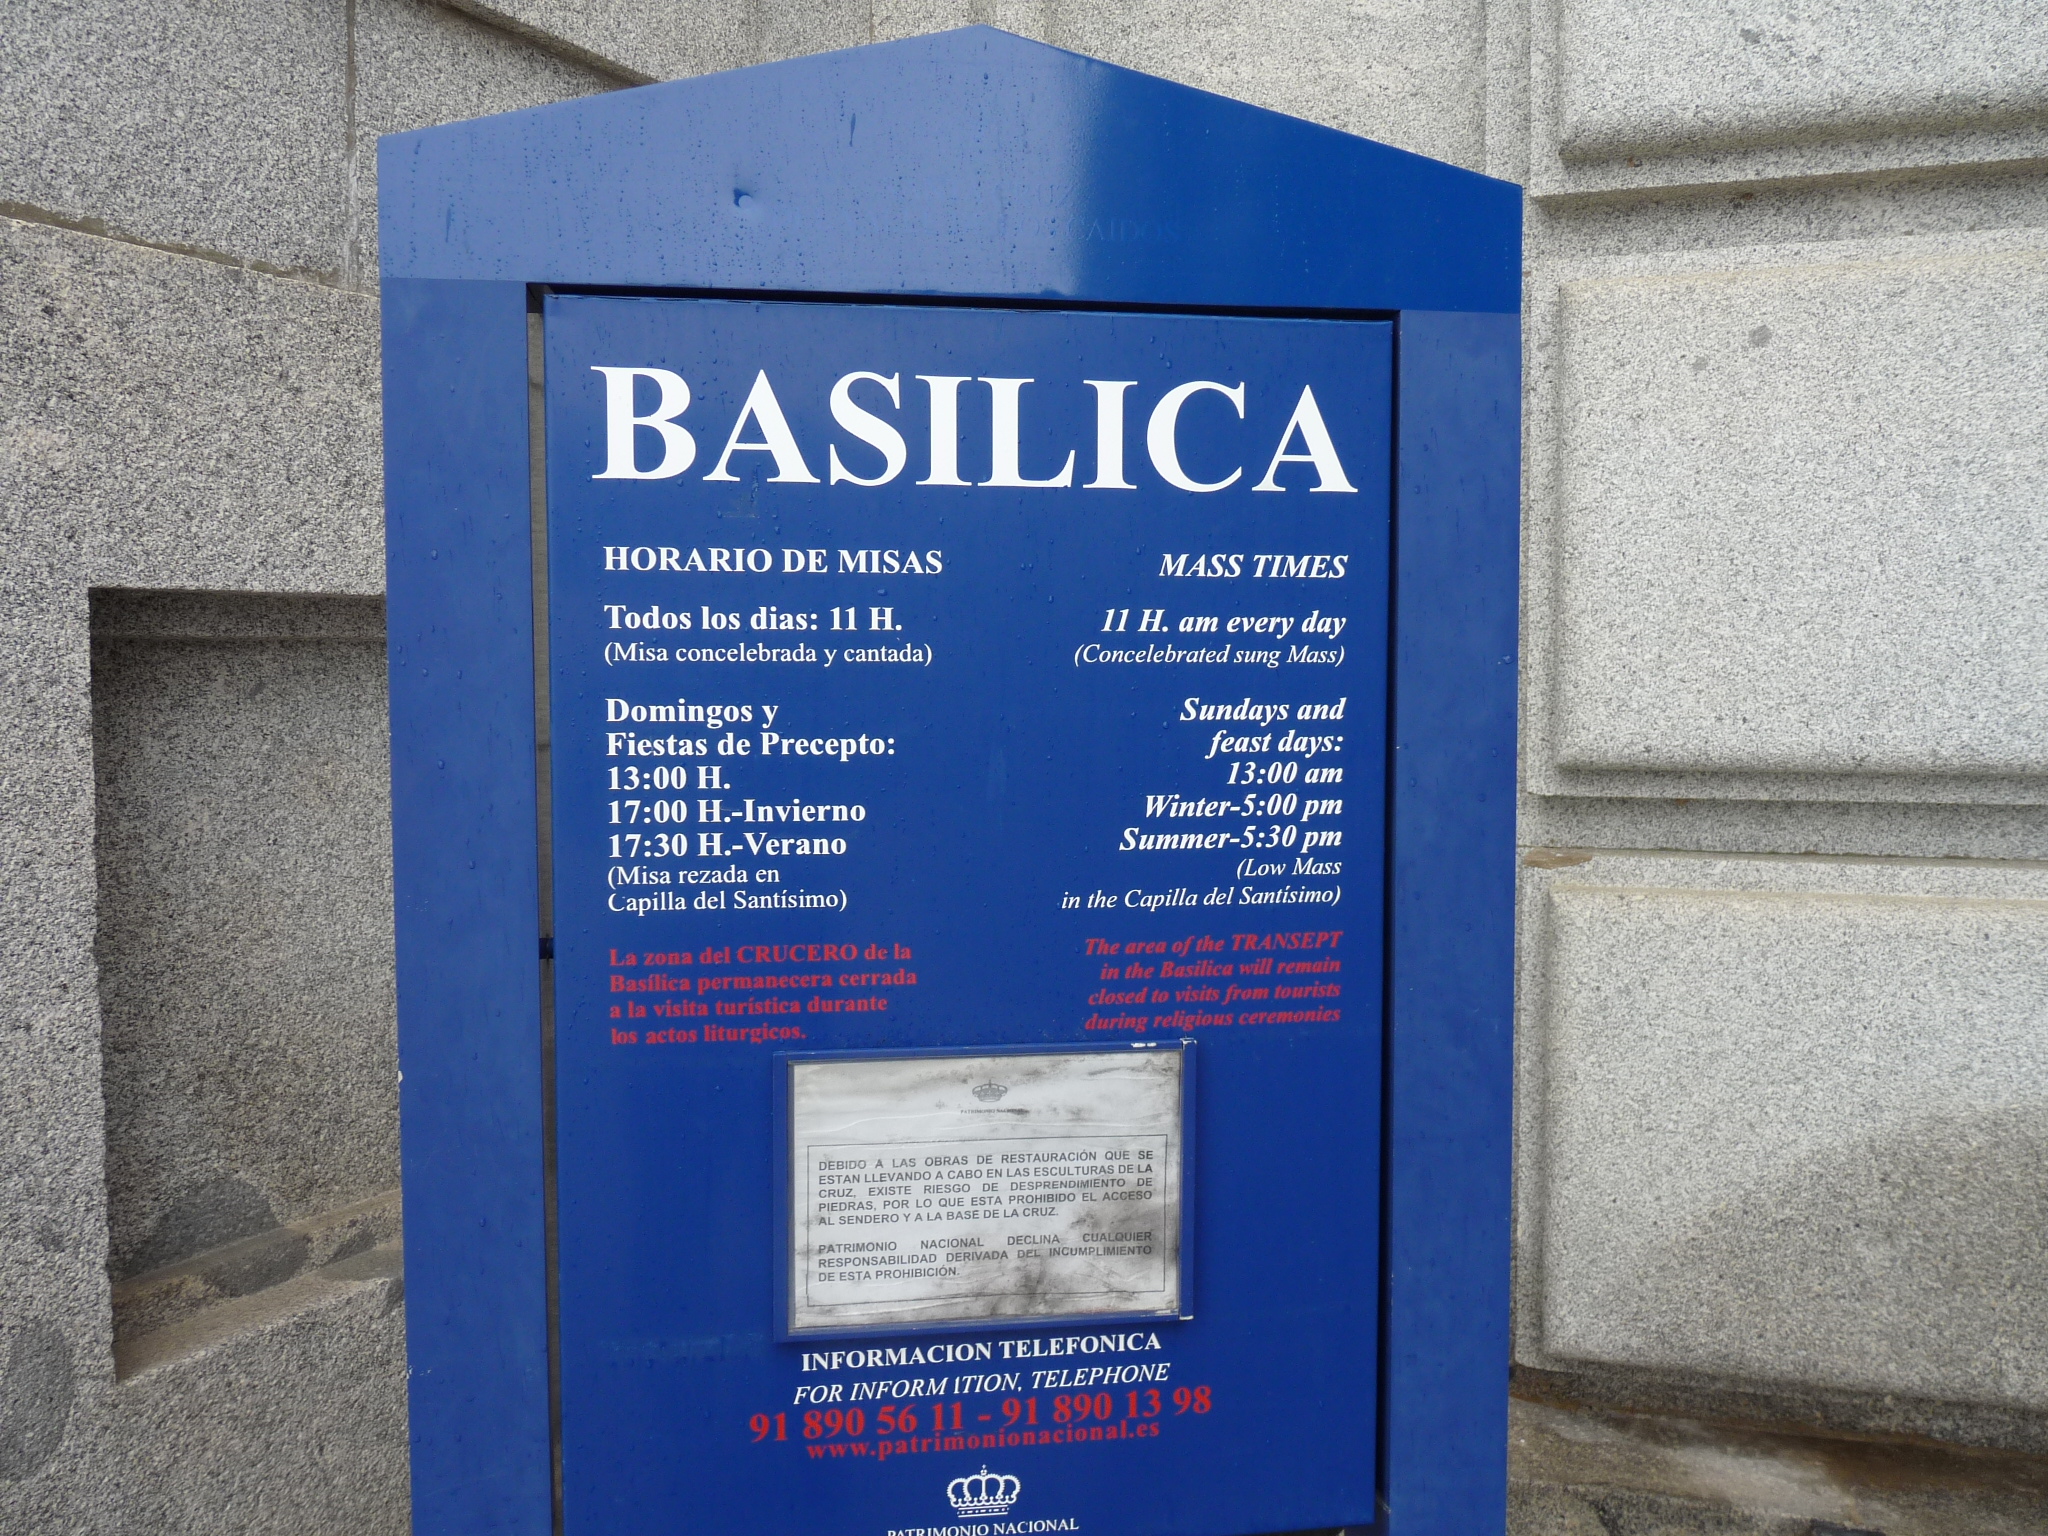 CAIDOS
BASILICA
HORARIO DE MISAS
Todos los dias: 11 H.
(Misa concelebrada y cantada)
Domingos y
Fiestas de Precepto:
13:00 H.
17:00 H.-Invierno
17:30 H.-Verano
(Misa rezada en
Capilla del Santísimo)
La zona del CRUCERO de la
Basílica permanecera cerrada
a la visita turística durante
los actos liturgicos.
MASS TIMES
11 H. am every day
(Concelebrated sung Mass)
Sundays and
feast days:
13:00 am
Winter-5:00 pm
Summer-5:30 pm
(Low Mass
in the Capilla del Santísimo)
The area of the TRANSEPT
in the Basilica will remain
closed to visits from tourists
during religious ceremonies
PATRIMONIO NACIONAL
DEBIDO A LAS OBRAS DE RESTAURACIÓN QUE SE
ESTAN LLEVANDO A CABO EN LAS ESCULTURAS DE LA
CRUZ, EXISTE RIESGO DE DESPRENDIMIENTO DE
PIEDRAS, POR LO QUE ESTA PROHIBIDO EL ACCESO
AL SENDERO Y A LA BASE DE LA CRUZ.
PATRIMONIO NACIONAL DECLINA CUALQUIER
RESPONSABILIDAD DERIVADA DEL INCUMPLIMIENTO
DE ESTA PROHIBICIÓN.
INFORMACION TELEFONICA
FOR INFORMATION, TELEPHONE
91 890 56 11 - 91 890 13 98
www.patrimonionacional.es
PATRIMONIO NACIONAL